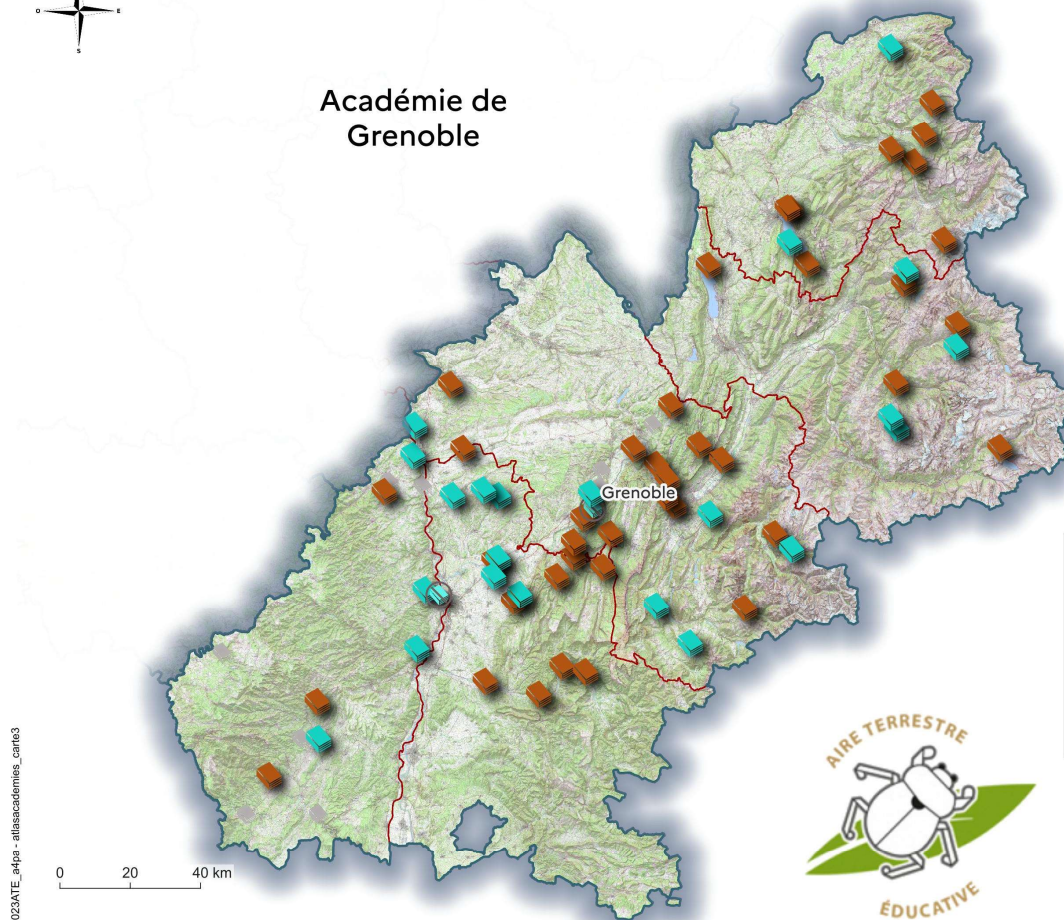 O
E
S
Académie de
Grenoble
Grenoble
023ATE_a4pa - atlasacademies_carte3
0
20
40 km
AIRE TERRESTRE
ÉDUCATIVE